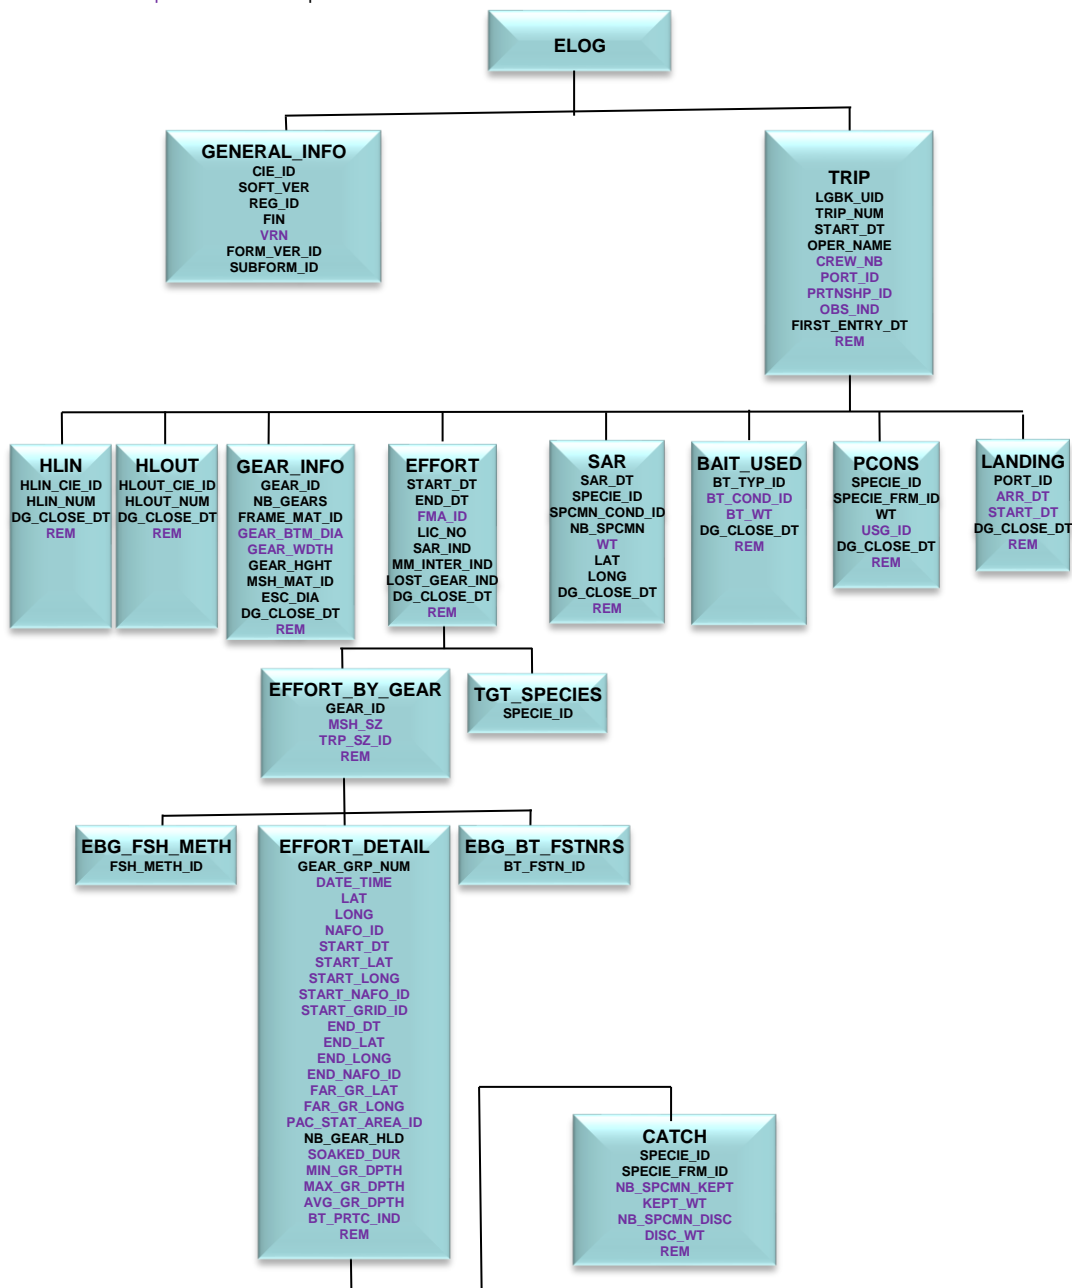 ELOG
GENERAL_INFO
CIE_ID
SOFT_VER
REG_ID
FIN
VRN
FORM_VER_ID
SUBFORM_ID
TRIP
LGBK_UID
TRIP_NUM
START_DT
OPER_NAME
CREW_NB
PORT_ID
PRTNSHP_ID
OBS_IND
FIRST_ENTRY_DT
REM
HLIN
HLIN_CIE_ID
HLIN_NUM
DG_CLOSE_DT
REM
HLOUT
HLOUT_CIE_ID
HLOUT_NUM
DG_CLOSE_DT
REM
GEAR_INFO
GEAR_ID
NB_GEARS
FRAME_MAT_ID
GEAR_BTM_DIA
GEAR_WDTH
GEAR_HGHT
MSH_MAT_ID
ESC_DIA
DG_CLOSE_DT
REM
EFFORT
START_DT
END_DT
FMA_ID
LIC_NO
SAR_IND
MM_INTER_IND
LOST_GEAR_IND
DG_CLOSE_DT
REM
SAR
SAR_DT
SPECIE_ID
SPCMN_COND_ID
NB_SPCMN
WT
LAT
LONG
DG_CLOSE_DT
REM
BAIT_USED
BT_TYP_ID
BT_COND_ID
BT_WT
DG_CLOSE_DT
REM
PCONS
SPECIE_ID
SPECIE_FRM_ID
WT
USG_ID
DG_CLOSE_DT
REM
LANDING
PORT_ID
ARR_DT
START_DT
DG_CLOSE_DT
REM
EFFORT_BY_GEAR
GEAR_ID
MSH_SZ
TRP_SZ_ID
REM
TGT_SPECIES
SPECIE_ID
EBG_FSH_METH
FSH_METH_ID
EFFORT_DETAIL
GEAR_GRP_NUM
DATE_TIME
LAT
LONG
NAFO_ID
START_DT
START_LAT
START_LONG
START_NAFO_ID
START_GRID_ID
END_DT
END_LAT
END_LONG
END_NAFO_ID
FAR_GR_LAT
FAR_GR_LONG
PAC_STAT_AREA_ID
NB_GEAR_HLD
SOAKED_DUR
MIN_GR_DPTH
MAX_GR_DPTH
AVG_GR_DPTH
BT_PRTC_IND
REM
EBG_BT_FSTNRS
BT_FSTN_ID
CATCH
SPECIE_ID
SPECIE_FRM_ID
NB_SPCMN_KEPT
KEPT_WT
NB_SPCMN_DISC
DISC_WT
REM